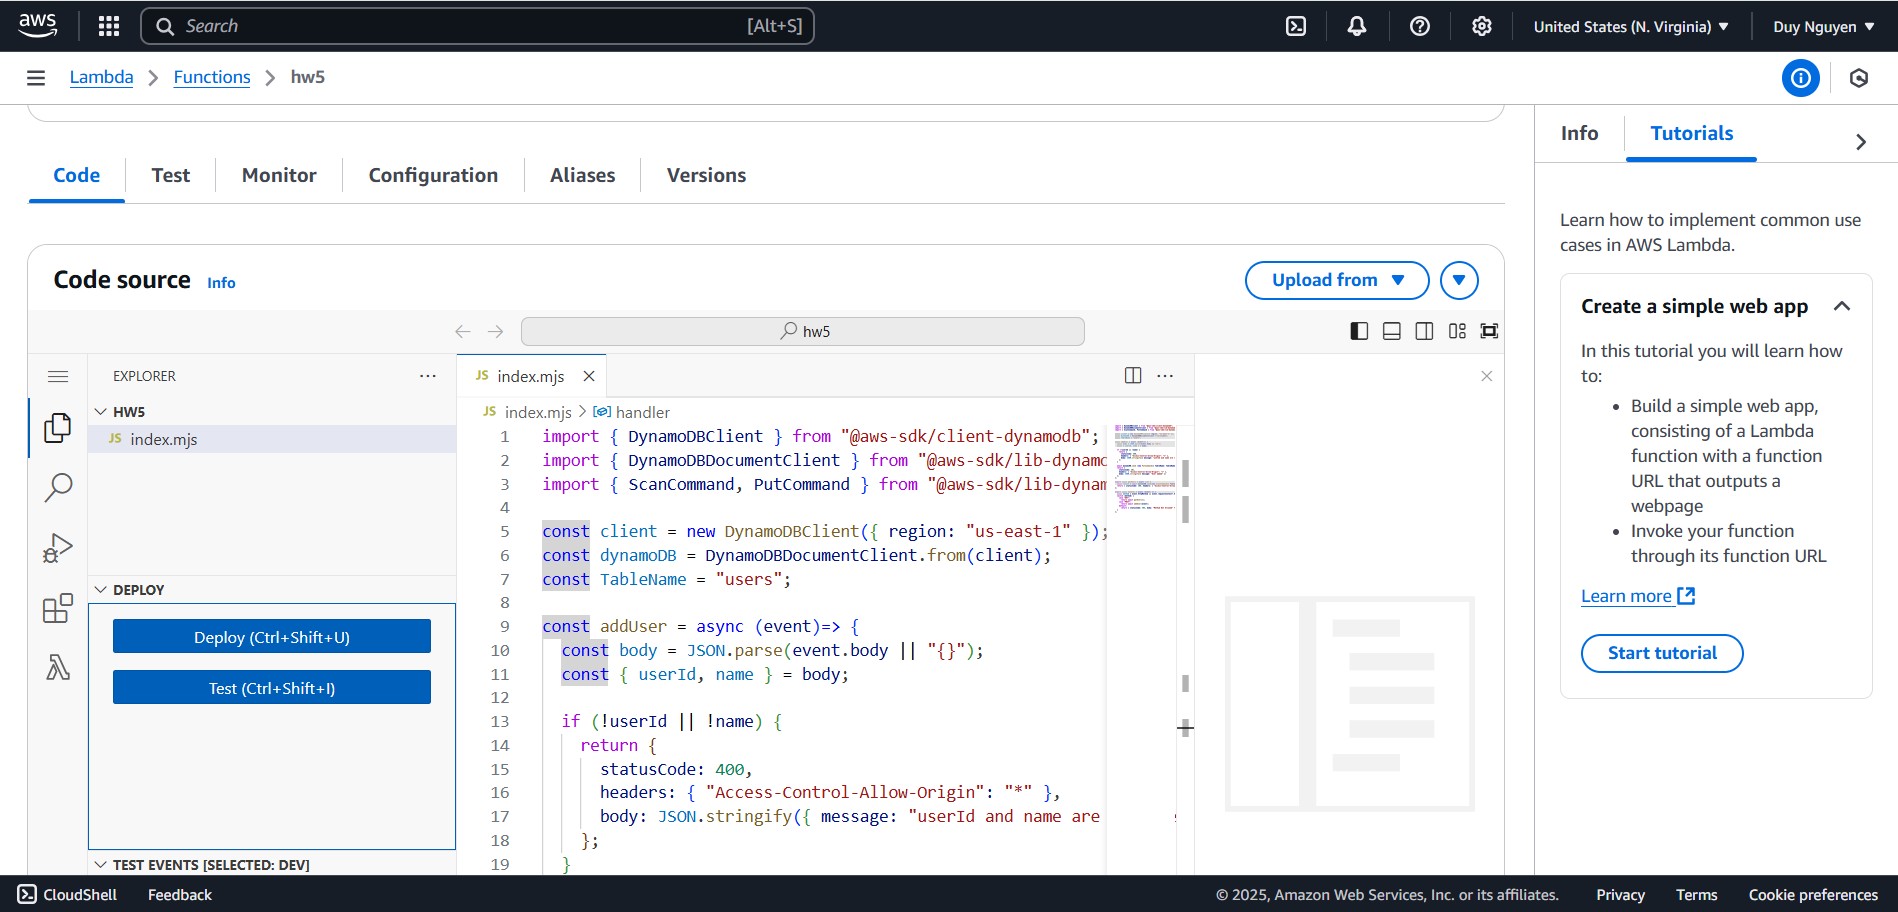 aws
Search [Alt+S]
United States (N. Virginia)
Duy Nguyen
Lambda
Functions
hw5
Code
Test
Monitor
Configuration
Aliases
Versions
Code source Info
Upload from
hw5
EXPLORER
HW5
JS index.mjs
DEPLOY
Deploy (Ctrl+Shift+U)
Test (Ctrl+Shift+I)
TEST EVENTS [SELECTED: DEV]
JS index.mjs
JS index.mjs > handler
1 import { DynamoDBClient } from "@aws-sdk/client-dynamodb";
2 import { DynamoDBDocumentClient } from "@aws-sdk/lib-dynamo
3 import { ScanCommand, PutCommand } from "@aws-sdk/lib-dynam
4
5 const client = new DynamoDBClient({ region: "us-east-1" });
6 const dynamoDB = DynamoDBDocumentClient.from(client);
7 const TableName = "users";
8
9 const addUser = async (event)=> {
10 const body = JSON.parse(event.body || "{}");
11 const { userId, name } = body;
12
13 if (!userId || !name) {
14 return {
15 statusCode: 400,
16 headers: { "Access-Control-Allow-Origin": "*" },
17 body: JSON.stringify({ message: "userId and name are
18 };
19 }
Info
Tutorials
Learn how to implement common use
cases in AWS Lambda.
Create a simple web app
In this tutorial you will learn how
to:
• Build a simple web app,
consisting of a Lambda
function with a function
URL that outputs a
webpage
• Invoke your function
through its function URL
Learn more
Start tutorial
CloudShell
Feedback
© 2025, Amazon Web Services, Inc. or its affiliates.
Privacy
Terms
Cookie preferences